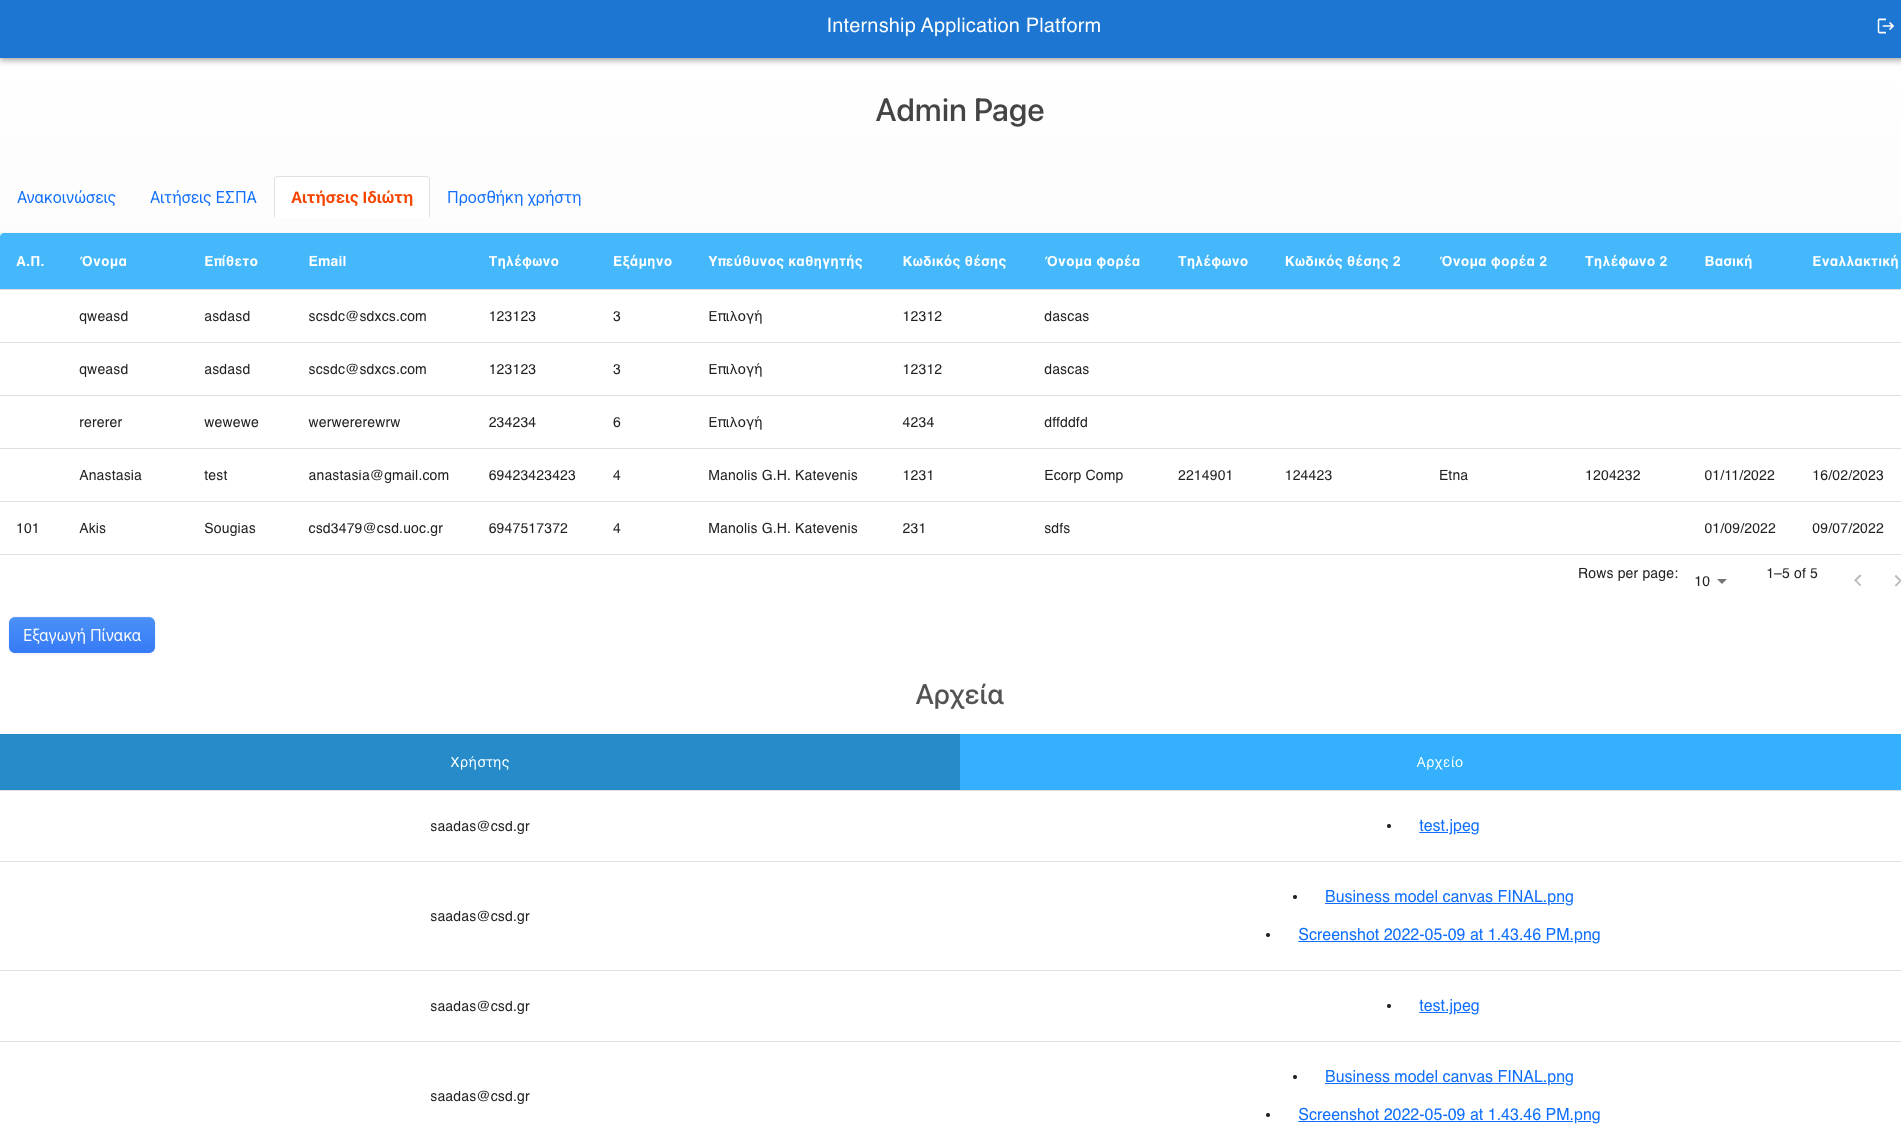 Internship Application Platform
Admin Page
Ανακοινώσεις Αιτήσεις ΕΣΠΑ Αιτήσεις Ιδιώτη Προσθήκη χρήστη
Α.Π. Όνομα Επίθετο Email Τηλέφωνο Εξάμηνο Υπεύθυνος καθηγητής Κωδικός θέσης Όνομα φορέα Τηλέφωνο Κωδικός θέσης 2 Όνομα φορέα 2 Τηλέφωνο 2 Βασική Εναλλακτική
qweasd asdasd scsdc@sdxcs.com 123123 3 Επιλογή 12312 dascas
qweasd asdasd scsdc@sdxcs.com 123123 3 Επιλογή 12312 dascas
rererer wewewe werwererewrw 234234 6 Επιλογή 4234 dffddfd
Anastasia test anastasia@gmail.com 69423423423 4 Manolis G.H. Katevenis 1231 Ecorp Comp 2214901 124423 Etna 1204232 01/11/2022 16/02/2023
101 Akis Sougias csd3479@csd.uoc.gr 6947517372 4 Manolis G.H. Katevenis 231 sdfs 01/09/2022 09/07/2022
Rows per page: 10 1–5 of 5
Εξαγωγή Πίνακα
Αρχεία
Χρήστης Αρχείο
saadas@csd.gr • test.jpeg
saadas@csd.gr • Business model canvas FINAL.png
• Screenshot 2022-05-09 at 1.43.46 PM.png
saadas@csd.gr • test.jpeg
saadas@csd.gr • Business model canvas FINAL.png
• Screenshot 2022-05-09 at 1.43.46 PM.png